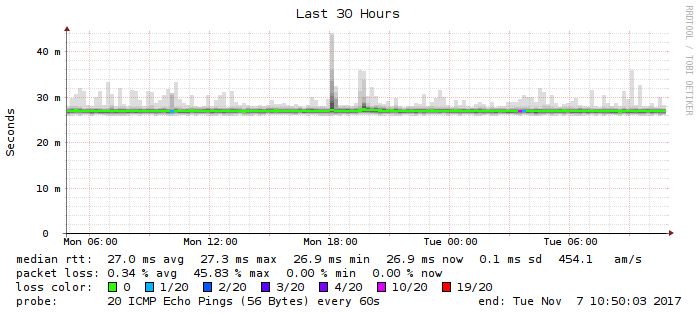 Last 30 Hours
RRDTOOL / TOBI OETIKER
Seconds
40 m
30 m
20 m
10 m
0
Mon 06:00 Mon 12:00 Mon 18:00 Tue 00:00 Tue 06:00
median rtt: 27.0 ms avg 27.3 ms max 26.9 ms min 26.9 ms now 0.1 ms sd 454.1 am/s
packet loss: 0.34 % avg 45.83 % max 0.00 % min 0.00 % now
loss color: 0 1/20 2/20 3/20 4/20 10/20 19/20
probe: 20 ICMP Echo Pings (56 Bytes) every 60s end: Tue Nov 7 10:50:03 2017